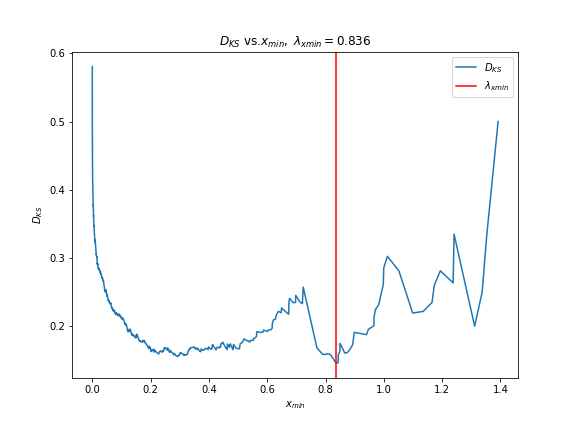 D_KS vs.x_min, λ_xmin = 0.836
0.6
0.5
0.4
0.3
0.2
D_KS
0.0 0.2 0.4 0.6 0.8 1.0 1.2 1.4
x_min
D_KS
λ_xmin